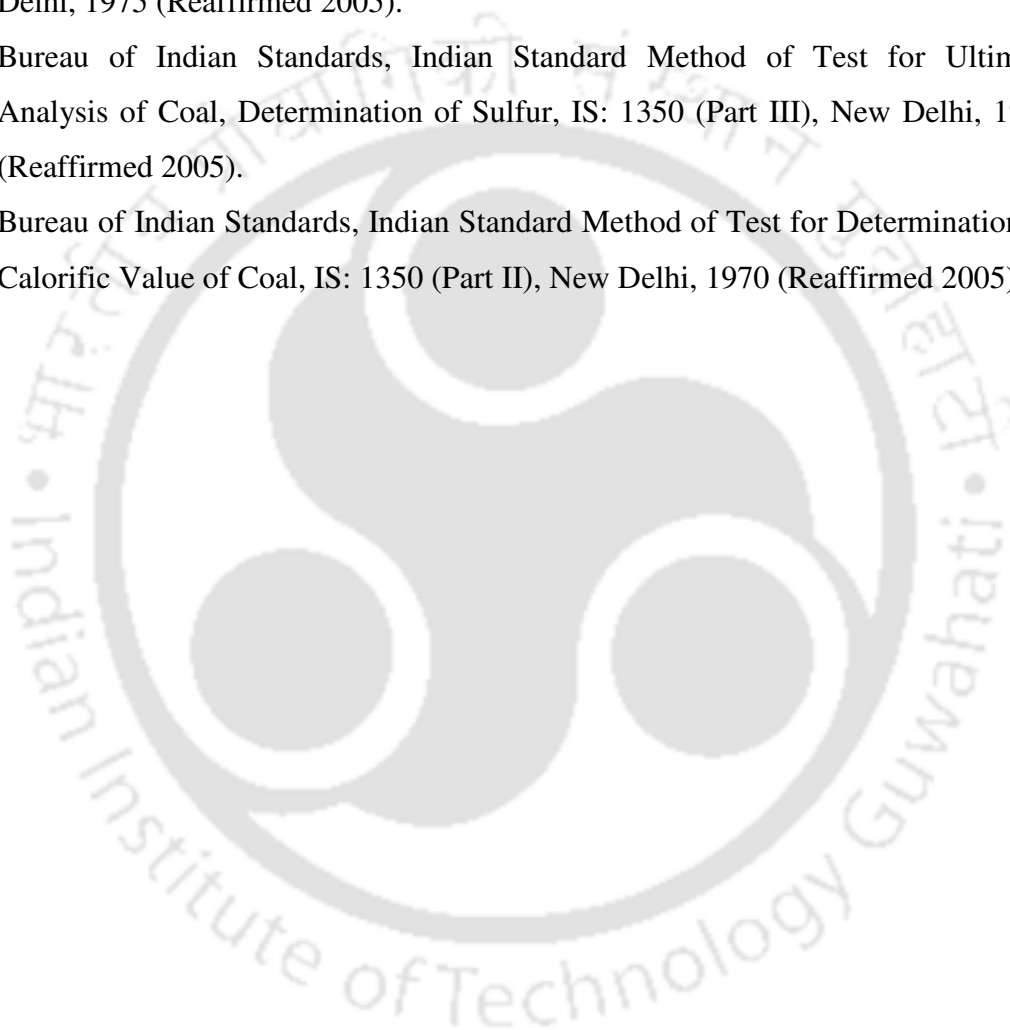 Delhi, 1975 (Reaffirmed 2005).
Bureau of Indian Standards, Indian Standard Method of Test for Ultim
Analysis of Coal, Determination of Sulfur, IS: 1350 (Part III), New Delhi, 1
(Reaffirmed 2005).
Bureau of Indian Standards, Indian Standard Method of Test for Determination
Calorific Value of Coal, IS: 1350 (Part II), New Delhi, 1970 (Reaffirmed 2005)
Indian Institute of Technology Guwahati